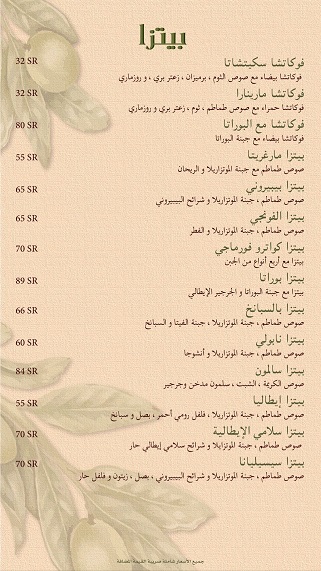 بيتزا
فوكاتشا سكيتشاتا 32 SR
فوكاتشا بيضاء مع صوص الثوم ، برميزان ، زعتر بري ، و روزماري
فوكاتشا مارينارا 32 SR
فوكاتشا حمراء مع صوص طماطم ، ثوم ، زعتر بري و روزماري
فوكاتشا مع البوراتا 80 SR
فوكاتشا بيضاء مع جبنة البوراتا
بيتزا مارغريتا 55 SR
صوص طماطم مع جبنة الموتزاريلا و الريحان
بيتزا بيبيروني 65 SR
صوص طماطم ، جبنة الموتزاريلا و شرائح البيبيروني
بيتزا الفونجي 65 SR
صوص طماطم ، جبنة الموتزاريلا و الفطر
بيتزا كواترو فورماجي 70 SR
بيتزا مع أربع أنواع من الجبن
بيتزا بوراتا 89 SR
بيتزا مع جبنة البوراتا و الجرجير الإيطالي
بيتزا بالسبانخ 66 SR
صوص طماطم ، جبنة الموتزاريلا ، جبنة الفيتا و السبانخ
بيتزا نابولي 60 SR
صوص طماطم ، جبنة الموتزاريلا و أنشوجا
بيتزا سالمون 84 SR
صوص الكريمة ، الشبت ، سلمون مدخن وجرجير
بيتزا إيطاليا 55 SR
صوص طماطم ، جبنة الموتزاريلا ، فلفل رومي أحمر ، بصل و سبانخ
بيتزا سلامي الإيطالية 70 SR
صوص طماطم ، جبنة الموتزاريلا و شرائح سلامي إيطالي حار
بيتزا سيسيليانا 70 SR
صوص طماطم ، جبنة الموتزاريلا و شرائح البيبيروني ، بصل ، زيتون و فلفل حار
جميع الأسعار شاملة ضريبة القيمة المضافة